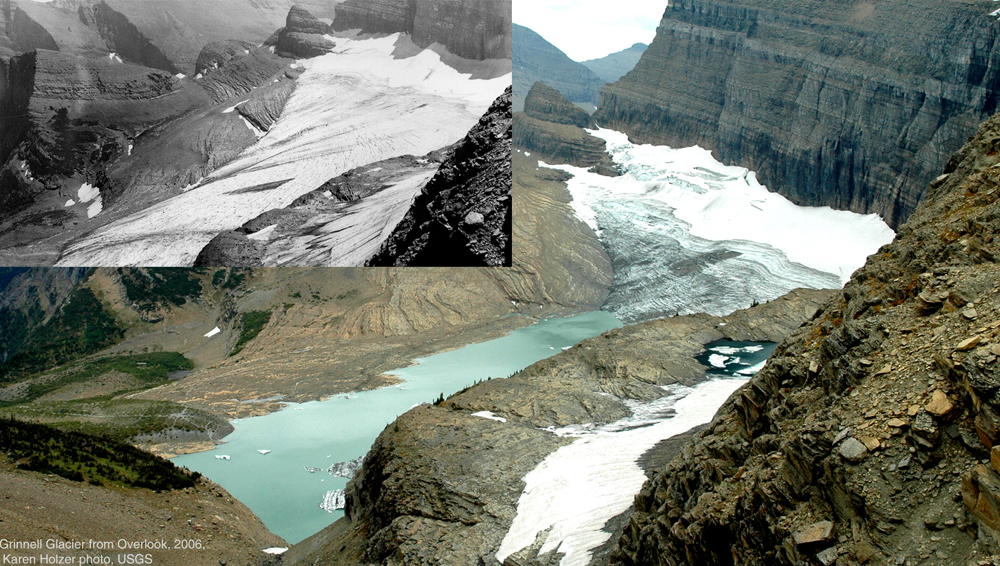 Grinnell Glacier from Overlook, 2006,
Karen Holzer photo, USGS